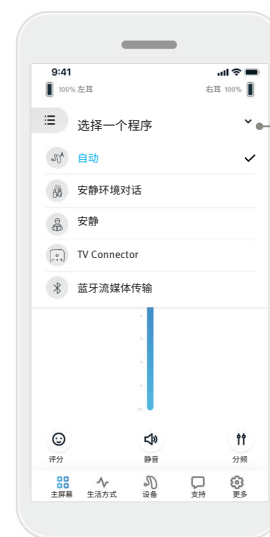 9:41
100% 左耳
右耳 100%
选择一个程序
自动
安静环境对话
安静
TV Connector
蓝牙流媒体传输
评分
静音
分频
主屏幕
生活方式
设备
支持
更多